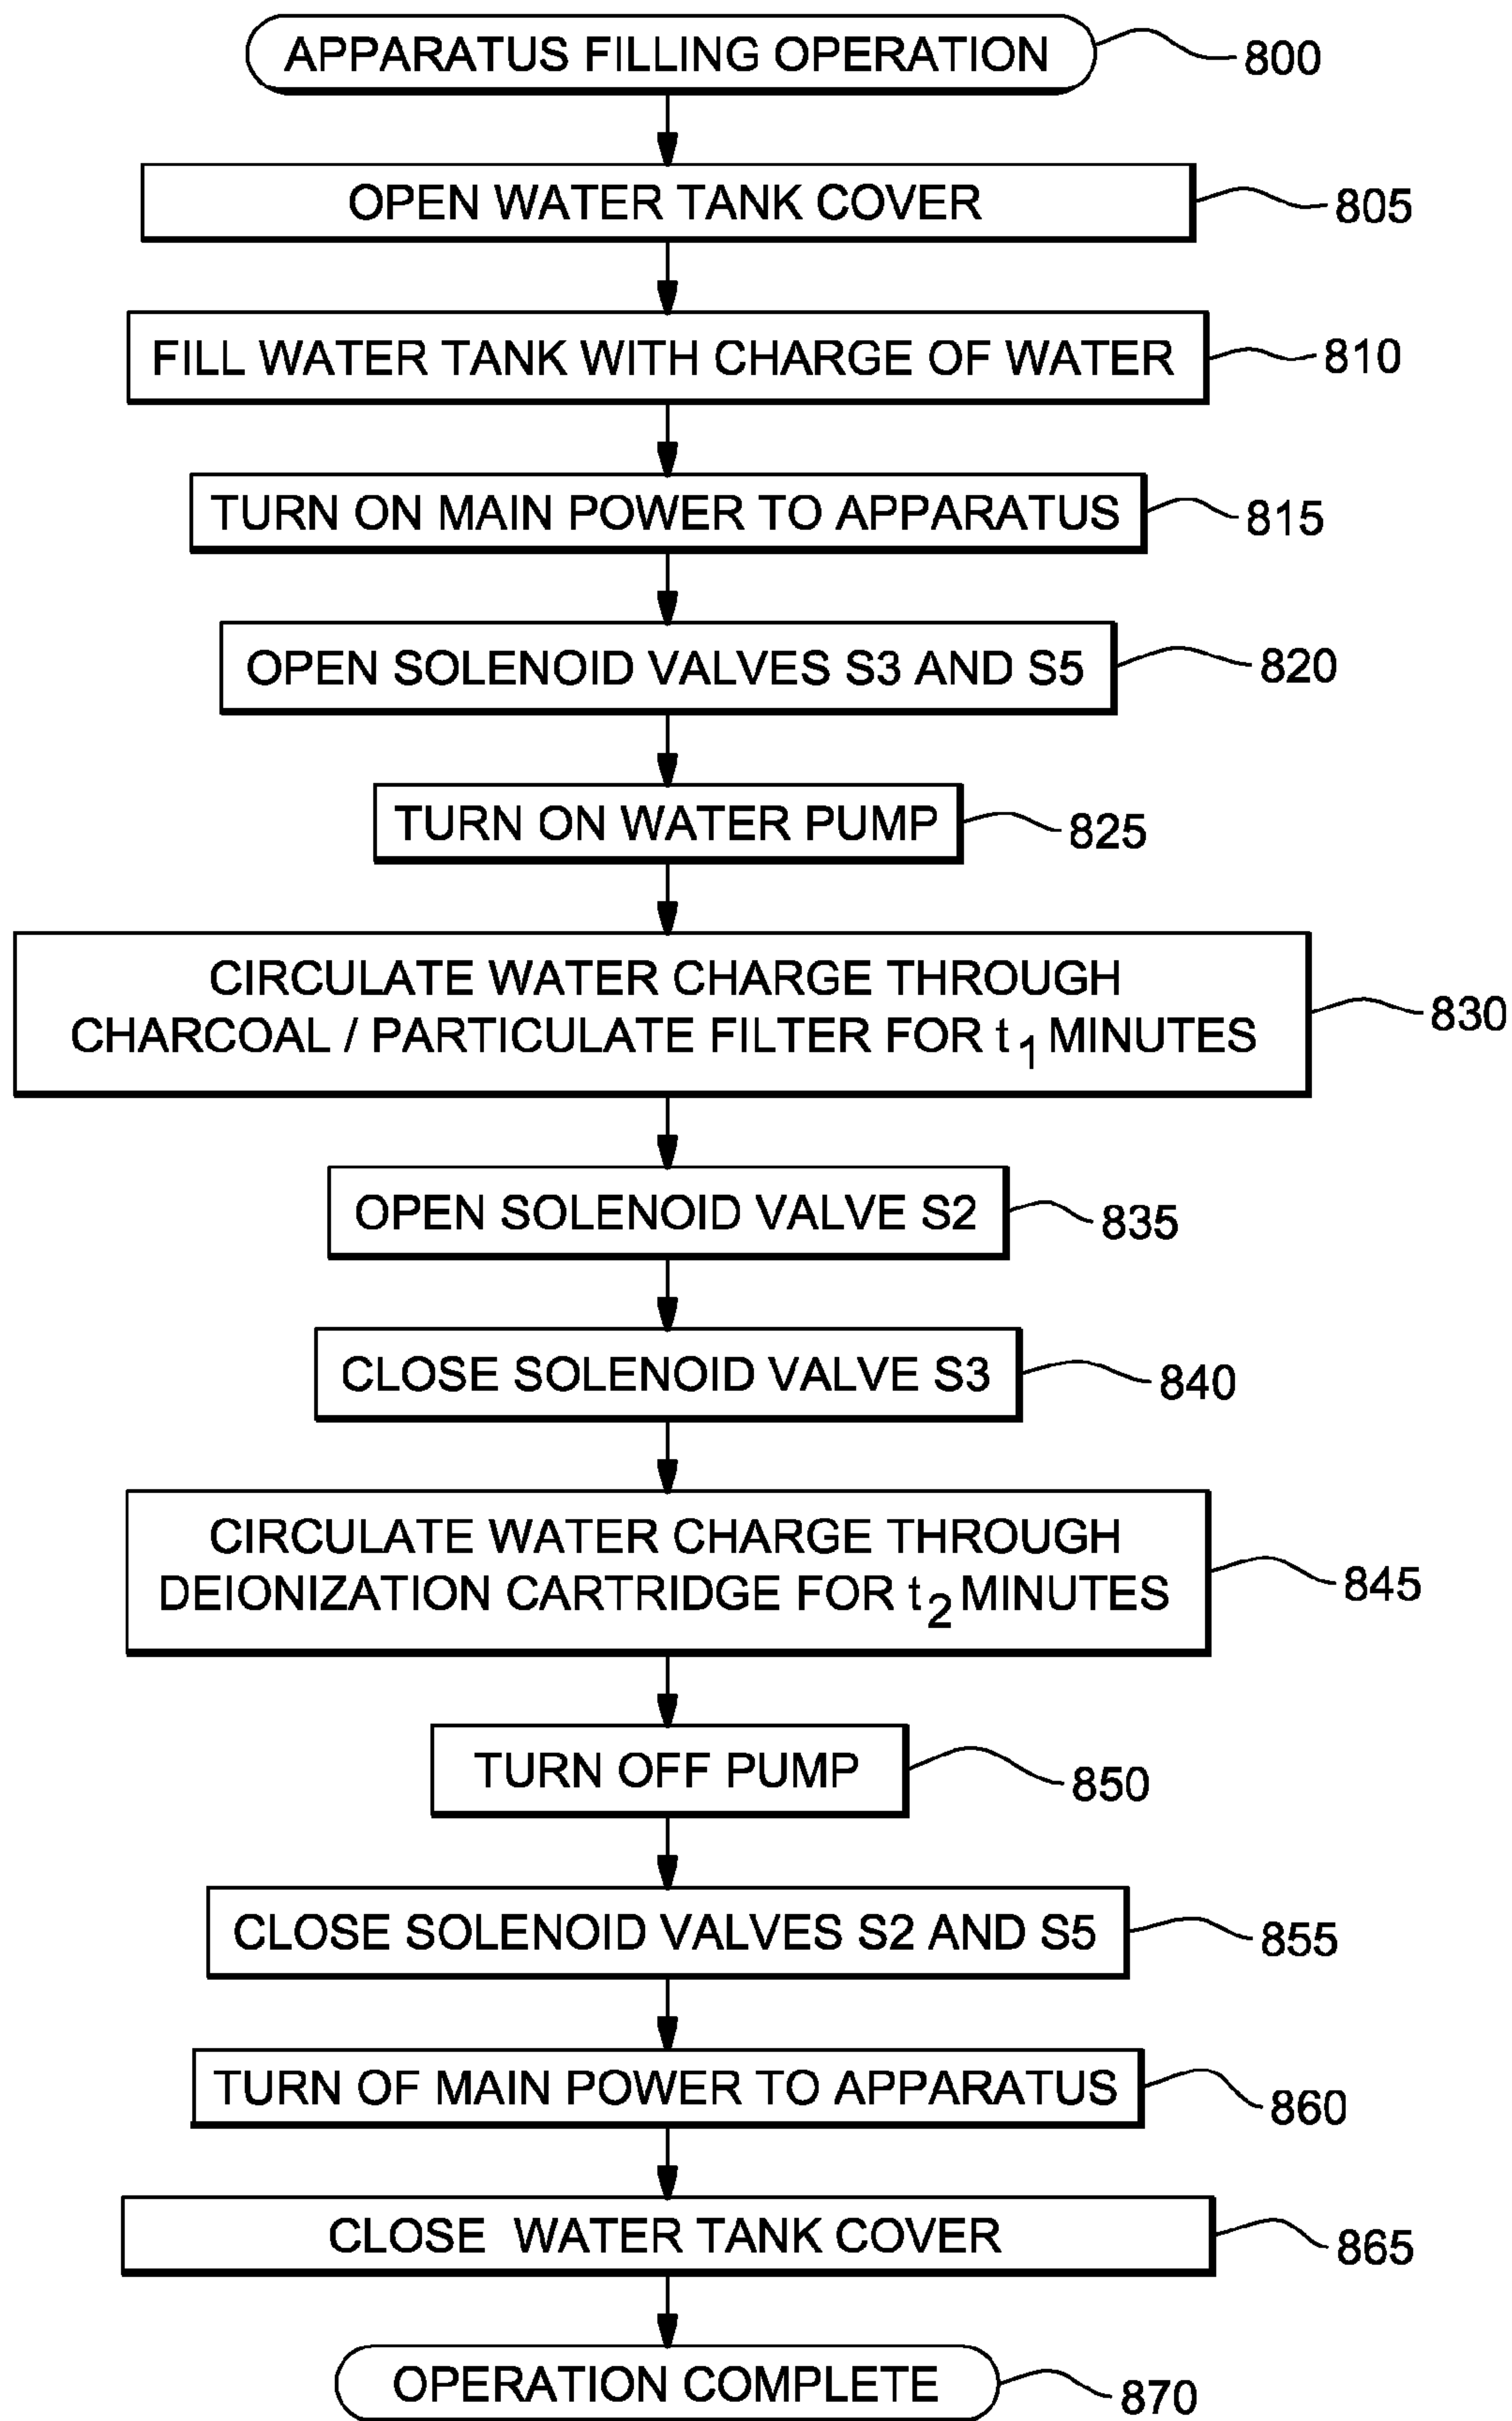 APPARATUS FILLING OPERATION
800
OPEN WATER TANK COVER
805
FILL WATER TANK WITH CHARGE OF WATER
810
TURN ON MAIN POWER TO APPARATUS
815
OPEN SOLENOID VALVES S3 AND S5
820
TURN ON WATER PUMP
825
CIRCULATE WATER CHARGE THROUGH
CHARCOAL / PARTICULATE FILTER FOR t1 MINUTES
830
OPEN SOLENOID VALVE S2
835
CLOSE SOLENOID VALVE S3
840
CIRCULATE WATER CHARGE THROUGH
DEIONIZATION CARTRIDGE FOR t2 MINUTES
845
TURN OFF PUMP
850
CLOSE SOLENOID VALVES S2 AND S5
855
TURN OF MAIN POWER TO APPARATUS
860
CLOSE WATER TANK COVER
865
OPERATION COMPLETE
870